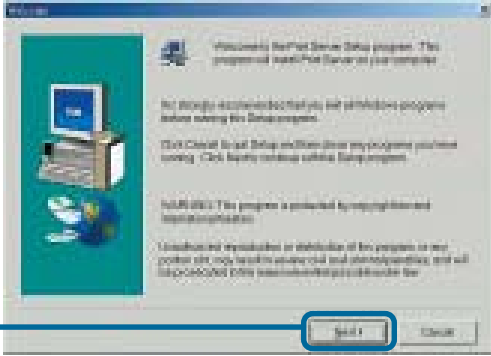 Welcome
Welcome to the Print Server Setup program. This
program will install Print Server on your computer.
It is strongly recommended that you exit all Windows programs
before running this Setup program.
Click Cancel to quit Setup and then close any programs you have
running. Click Next to continue with the Setup program.
WARNING: This program is protected by copyright law and
international treaties.
Unauthorized reproduction or distribution of this program, or any
portion of it, may result in severe civil and criminal penalties, and will
be prosecuted to the maximum extent possible under law.
Next >
Cancel